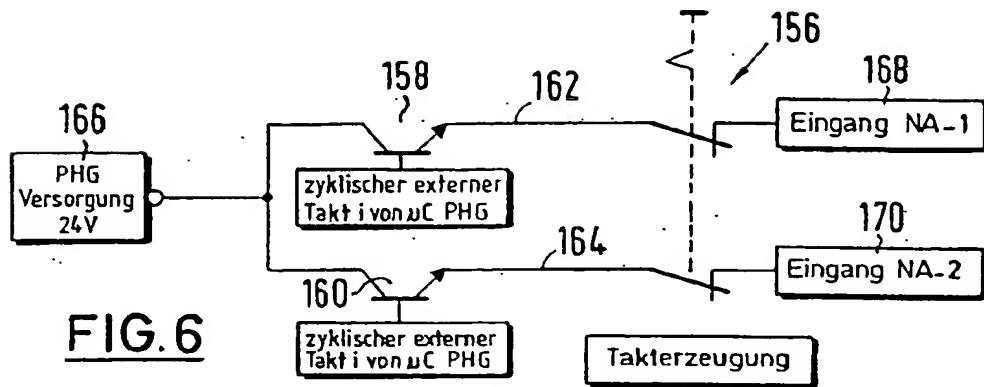 156
158
162
168
166
Eingang NA-1
PHG
Versorgung
24V
zyklischer externer
Takt i von µC PHG
164
170
160
Eingang NA-2
zyklischer externer
Takt i von µC PHG
FIG. 6
Takterzeugung